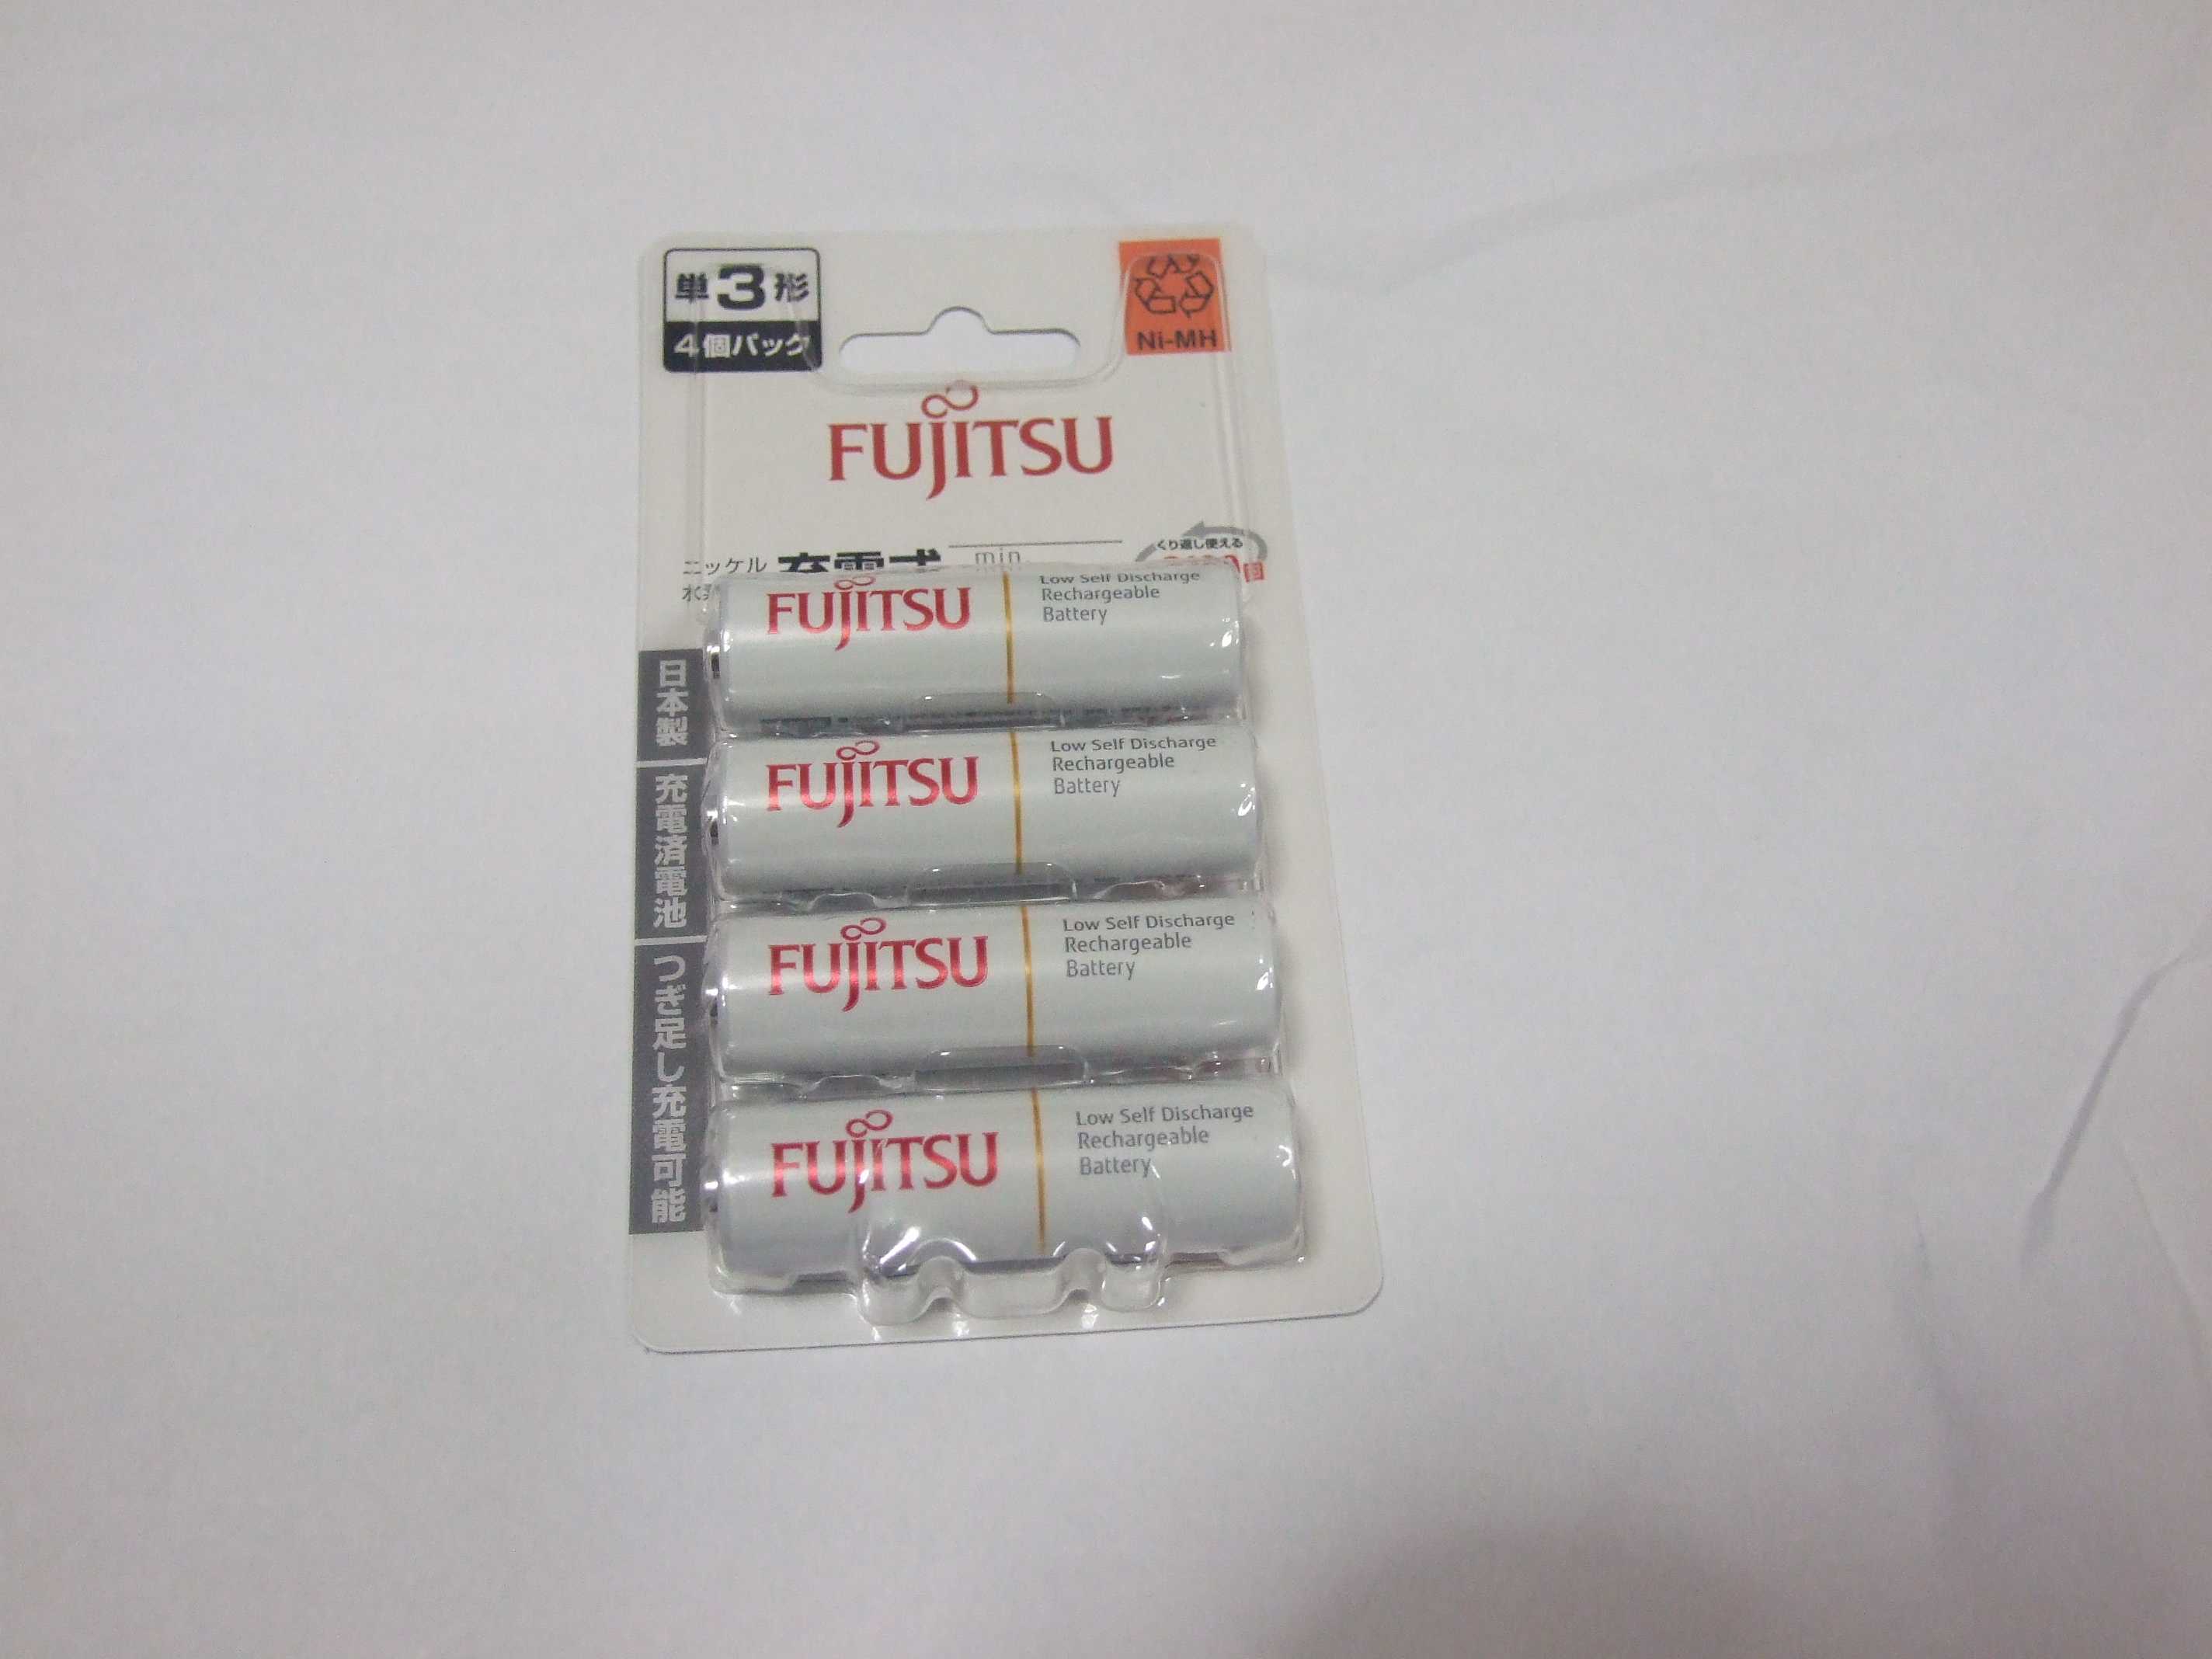 単3形
4個パック
Ni-MH
FUJITSU
ニッケル
充電式
min.
くり返し使える
FUJITSU
Low Self Discharge
Rechargeable
Battery
FUJITSU
Low Self Discharge
Rechargeable
Battery
FUJITSU
Low Self Discharge
Rechargeable
Battery
FUJITSU
Low Self Discharge
Rechargeable
Battery
日本製
充電済電池
つぎ足し充電可能